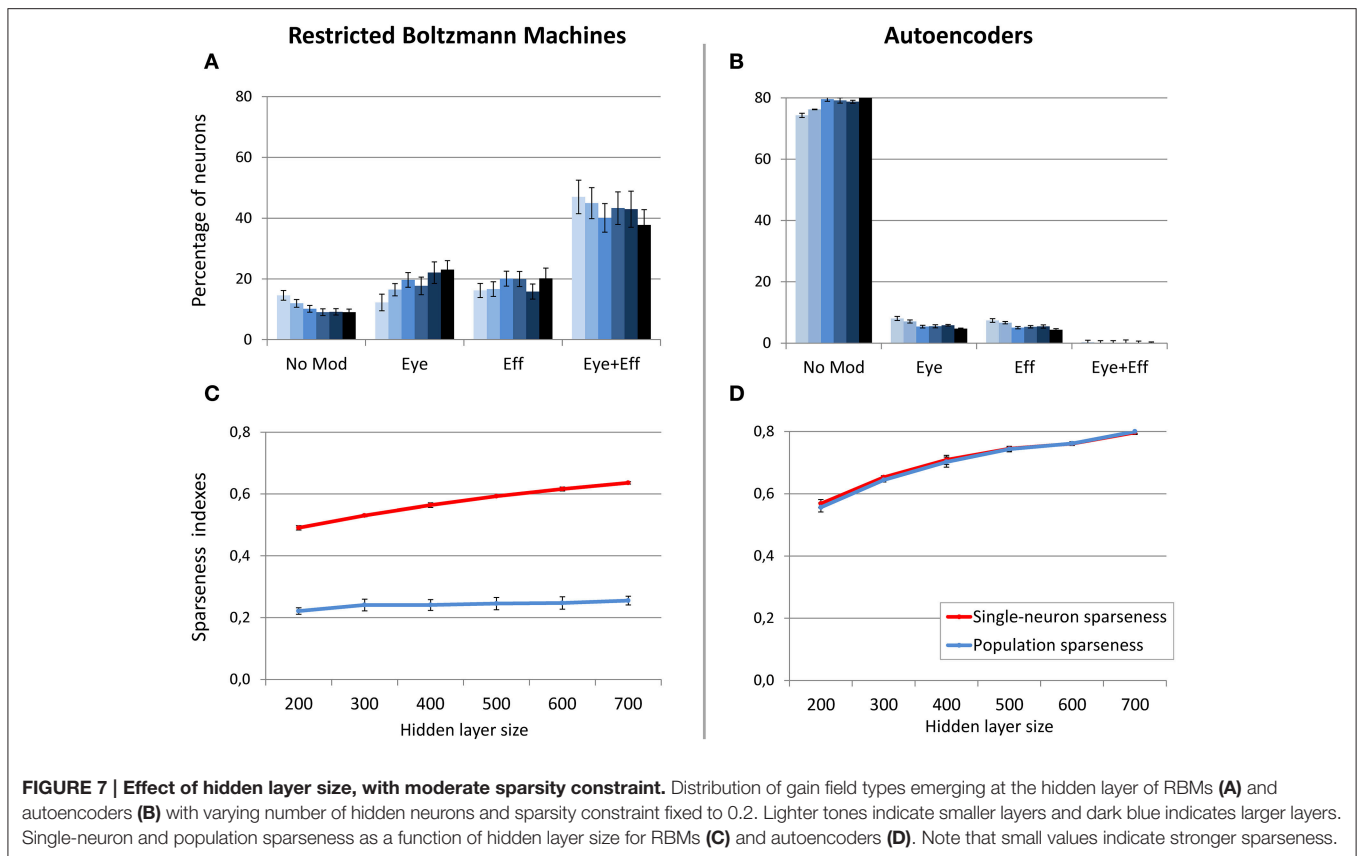 Restricted Boltzmann Machines
Autoencoders
A
B
Percentage of neurons
80
60
40
20
0
No Mod
Eye
Eff
Eye+Eff
80
60
40
20
0
No Mod
Eye
Eff
Eye+Eff
C
D
Sparseness indexes
0,8
0,6
0,4
0,2
0,0
200
300
400
500
600
700
Hidden layer size
0,8
0,6
0,4
0,2
0,0
Single-neuron sparseness
Population sparseness
200
300
400
500
600
700
Hidden layer size
FIGURE 7 | Effect of hidden layer size, with moderate sparsity constraint. Distribution of gain field types emerging at the hidden layer of RBMs (A) and
autoencoders (B) with varying number of hidden neurons and sparsity constraint fixed to 0.2. Lighter tones indicate smaller layers and dark blue indicates larger layers.
Single-neuron and population sparseness as a function of hidden layer size for RBMs (C) and autoencoders (D). Note that small values indicate stronger sparseness.